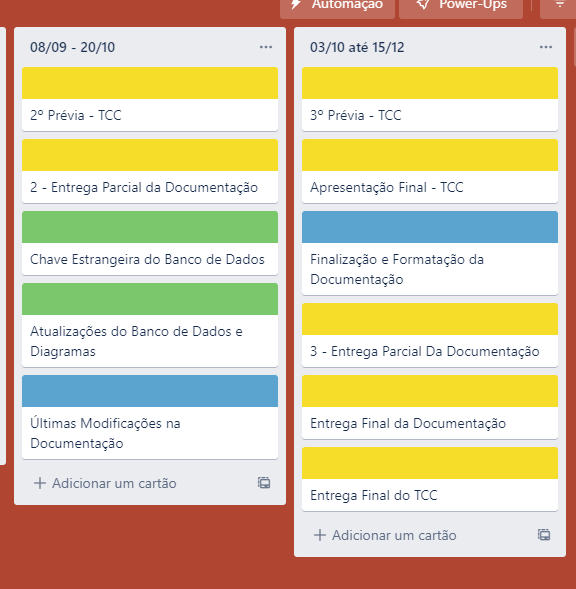 Automação
Power-Ups
08/09 - 20/10
2º Prévia - TCC
2 - Entrega Parcial da Documentação
Chave Estrangeira do Banco de Dados
Atualizações do Banco de Dados e
Diagramas
Últimas Modificações na
Documentação
Adicionar um cartão
03/10 até 15/12
3º Prévia - TCC
Apresentação Final - TCC
Finalização e Formatação da
Documentação
3 - Entrega Parcial Da Documentação
Entrega Final da Documentação
Entrega Final do TCC
Adicionar um cartão